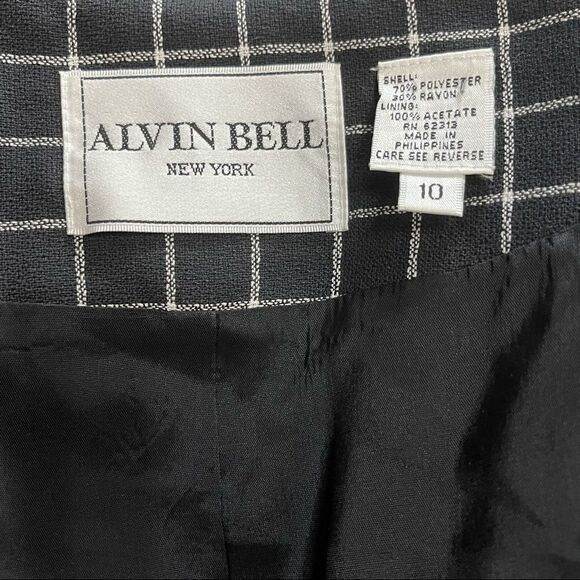 ALVIN BELL
NEW YORK
SHELL:
70% POLYESTER
30% RAYON
LINING:
100% ACETATE
RN 62313
MADE IN
PHILIPPINES
CARE SEE REVERSE
10